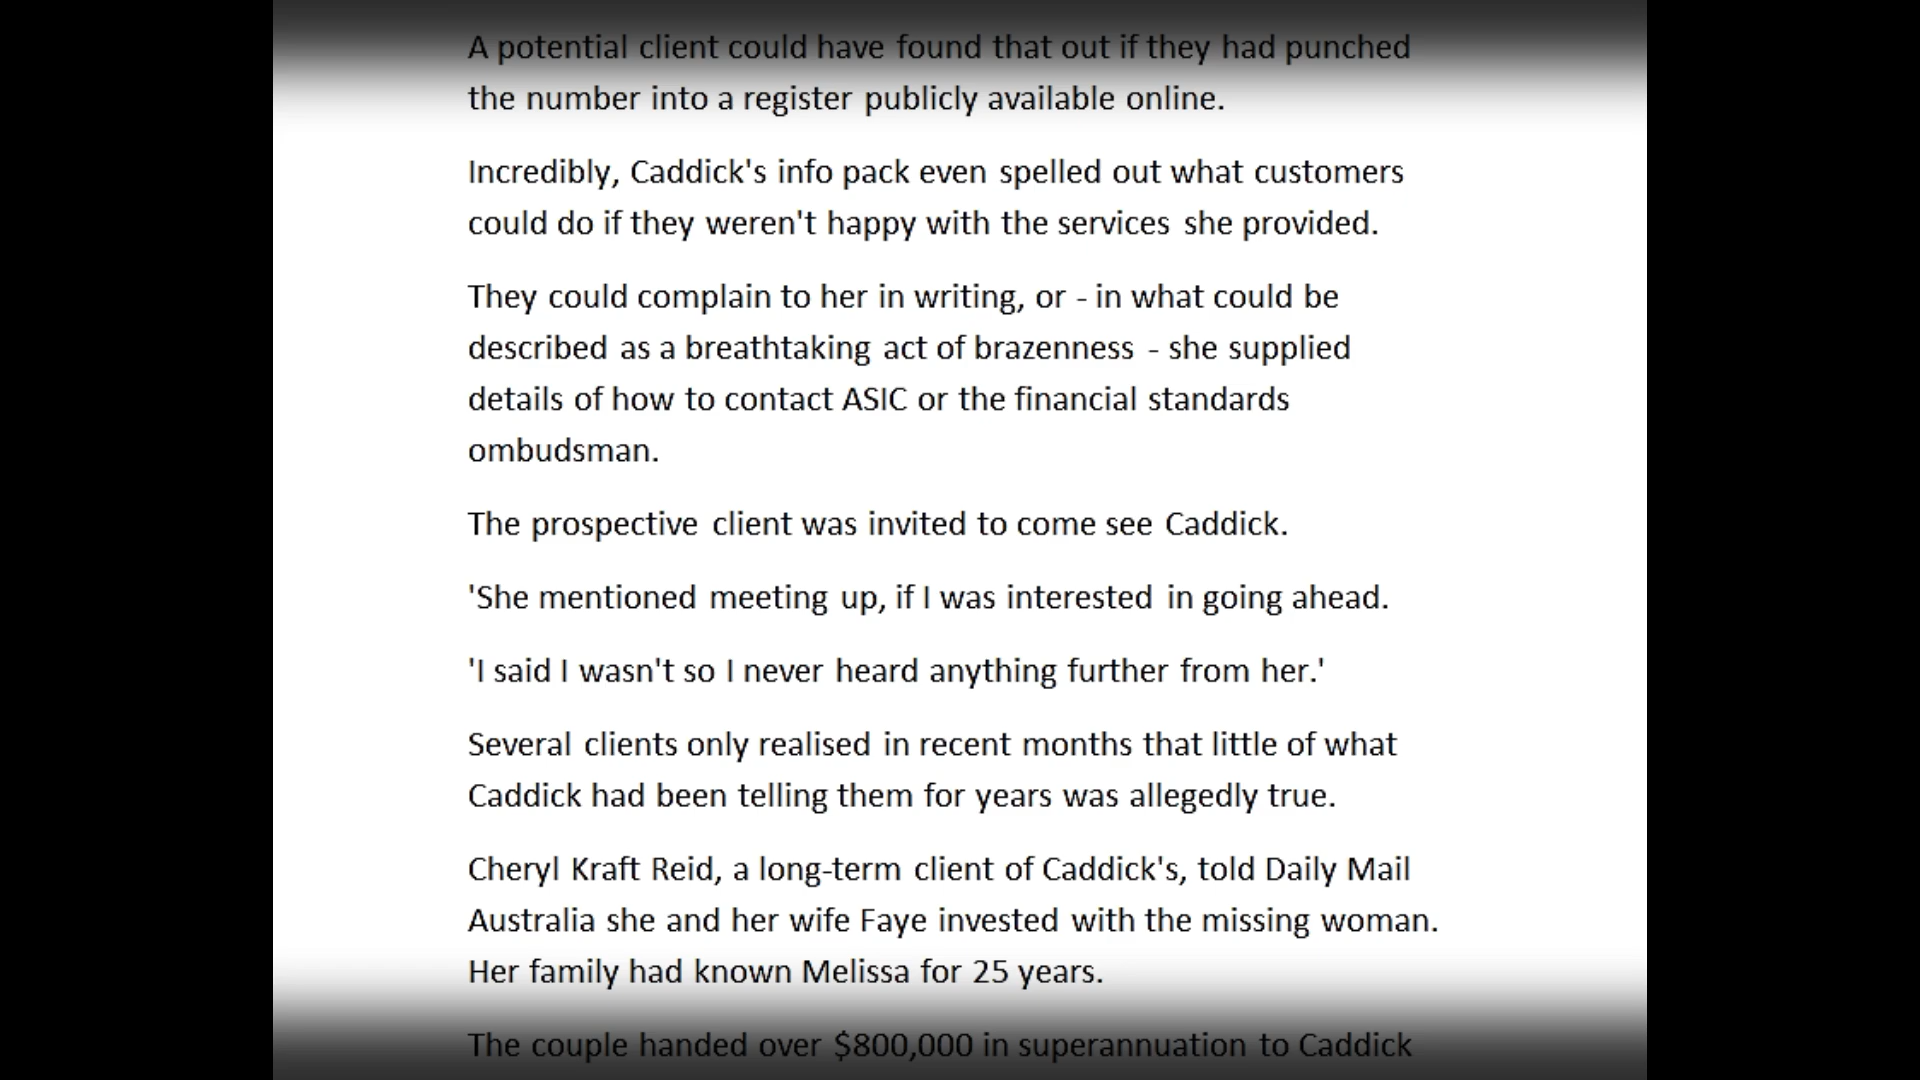 A potential client could have found that out if they had punched
the number into a register publicly available online.
Incredibly, Caddick's info pack even spelled out what customers
could do if they weren't happy with the services she provided.
They could complain to her in writing, or - in what could be
described as a breathtaking act of brazenness - she supplied
details of how to contact ASIC or the financial standards
ombudsman.
The prospective client was invited to come see Caddick.
'She mentioned meeting up, if I was interested in going ahead.
'I said I wasn't so I never heard anything further from her.'
Several clients only realised in recent months that little of what
Caddick had been telling them for years was allegedly true.
Cheryl Kraft Reid, a long-term client of Caddick's, told Daily Mail
Australia she and her wife Faye invested with the missing woman.
Her family had known Melissa for 25 years.
The couple handed over $800,000 in superannuation to Caddick